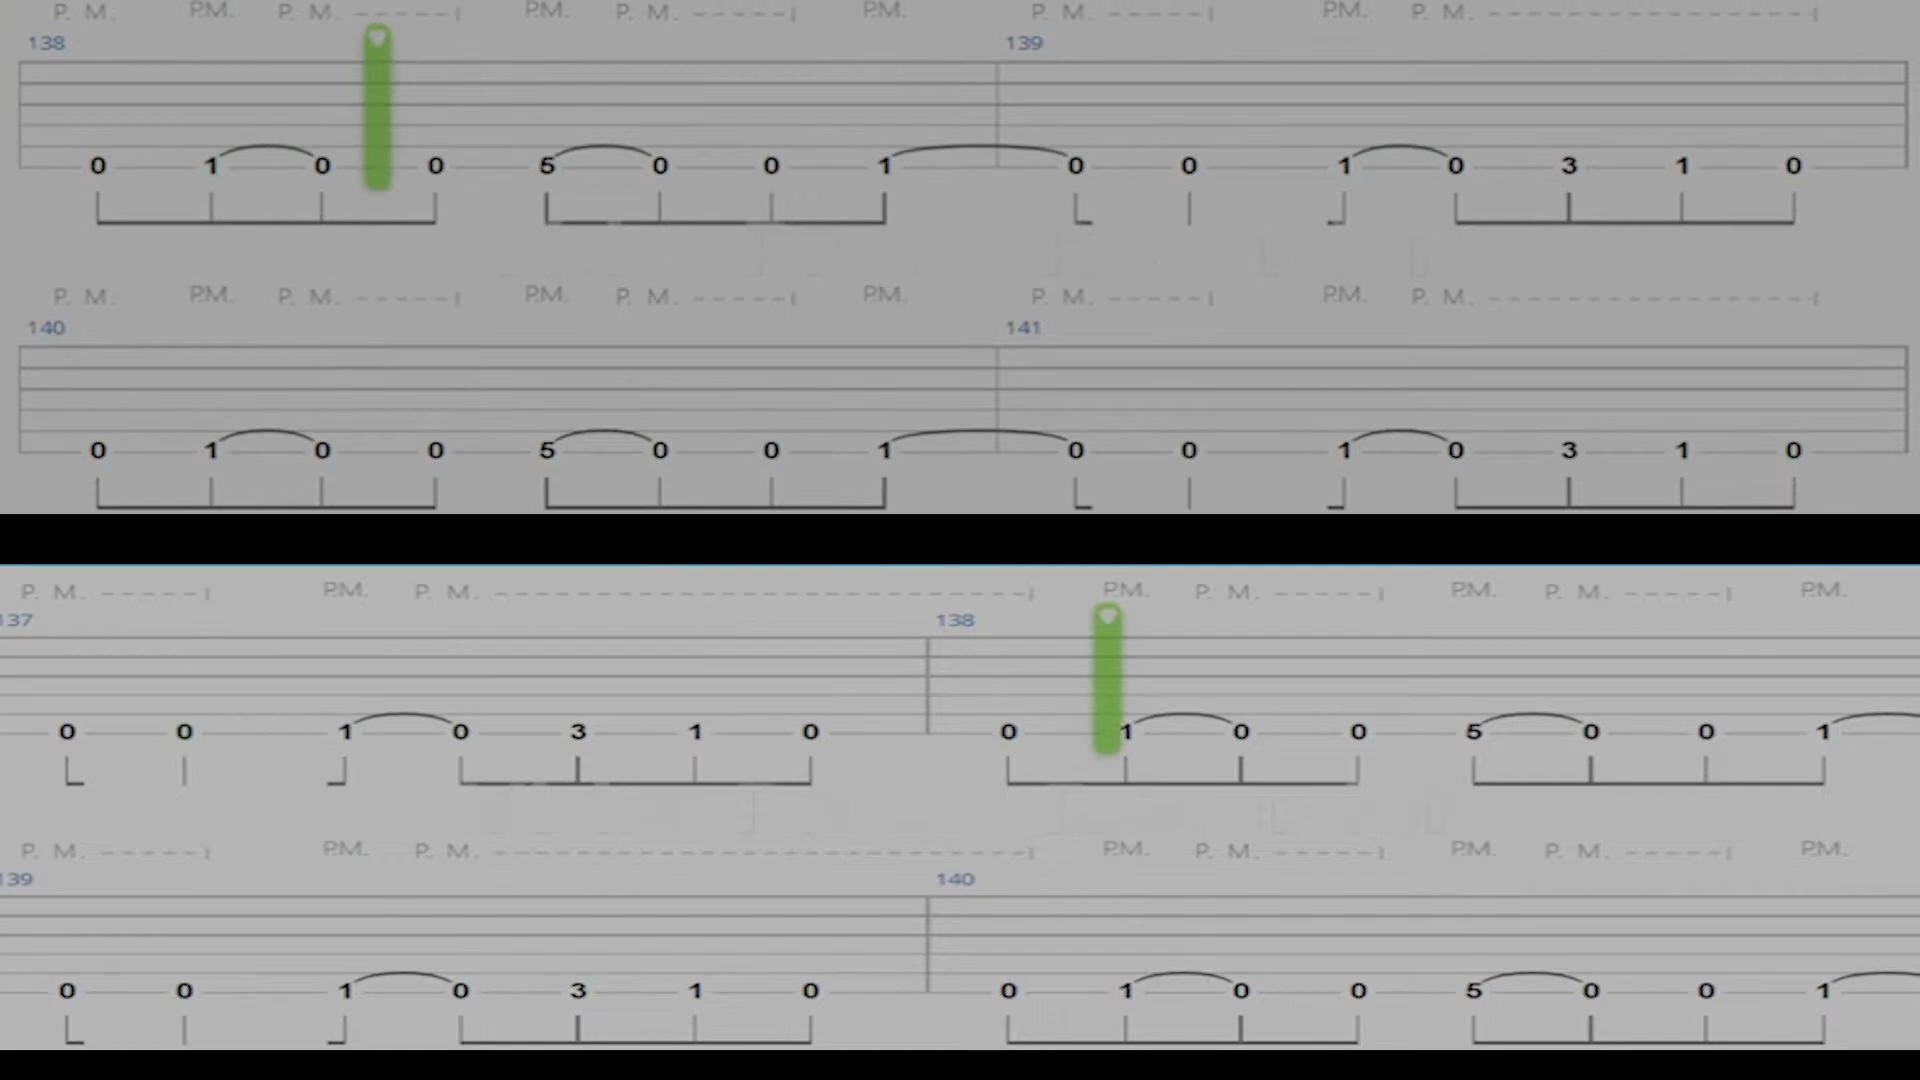 P. M. P.M. P. M. -----| P.M. P. M. -----| P.M. P. M. -----| P.M. P. M. ----------------|
138 139
0 1 0 0 5 0 0 1 0 0 1 0 3 1 0
P. M. P.M. P. M. -----| P.M. P. M. -----| P.M. P. M. -----| P.M. P. M. ----------------|
140 141
0 1 0 0 5 0 0 1 0 0 1 0 3 1 0
P. M. -----| P.M. P. M. --------------------------| P.M. P. M. -----| P.M. P. M. -----| P.M.
137 138
0 0 1 0 3 1 0 0 1 0 0 5 0 0 1
P. M. -----| P.M. P. M. --------------------------| P.M. P. M. -----| P.M. P. M. -----| P.M.
139 140
0 0 1 0 3 1 0 0 1 0 0 5 0 0 1